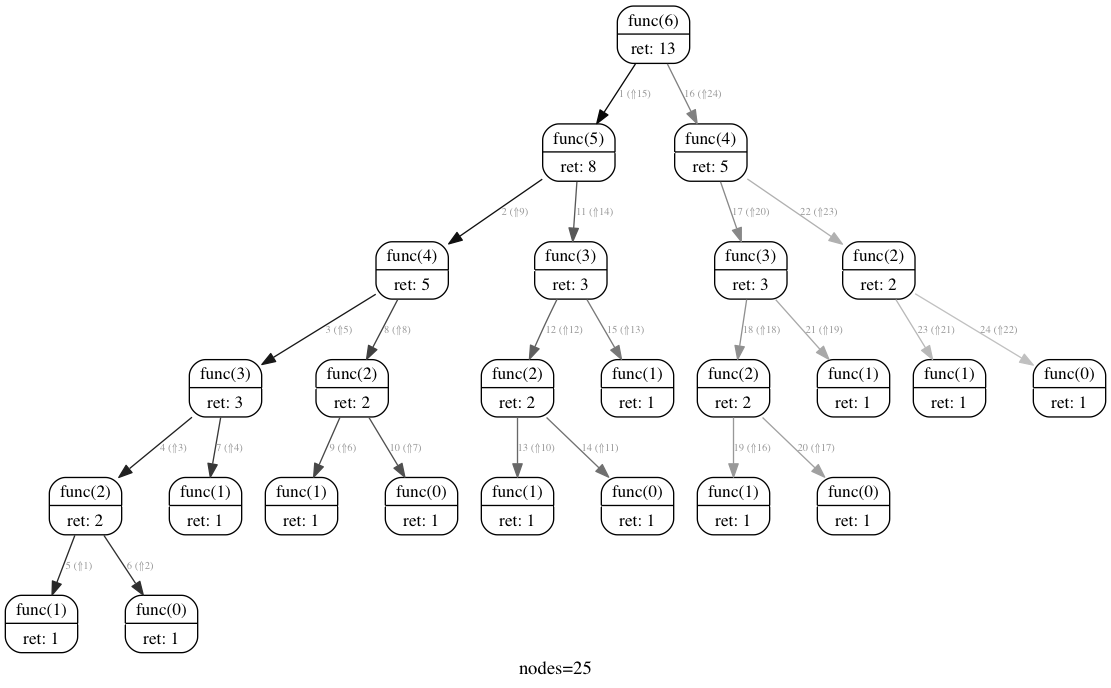 func(6)
ret: 13
1 (⇑15)
16 (⇑24)
func(5)
ret: 8
func(4)
ret: 5
2 (⇑9)
11 (⇑14)
17 (⇑20)
22 (⇑23)
func(4)
ret: 5
func(3)
ret: 3
func(3)
ret: 3
func(2)
ret: 2
3 (⇑5)
8 (⇑8)
12 (⇑12)
15 (⇑13)
18 (⇑18)
21 (⇑19)
23 (⇑21)
24 (⇑22)
func(3)
ret: 3
func(2)
ret: 2
func(2)
ret: 2
func(1)
ret: 1
func(2)
ret: 2
func(1)
ret: 1
func(1)
ret: 1
func(0)
ret: 1
4 (⇑3)
7 (⇑4)
9 (⇑6)
10 (⇑7)
13 (⇑10)
14 (⇑11)
19 (⇑16)
20 (⇑17)
func(2)
ret: 2
func(1)
ret: 1
func(1)
ret: 1
func(0)
ret: 1
func(1)
ret: 1
func(0)
ret: 1
func(1)
ret: 1
func(0)
ret: 1
5 (⇑1)
6 (⇑2)
func(1)
ret: 1
func(0)
ret: 1
nodes=25